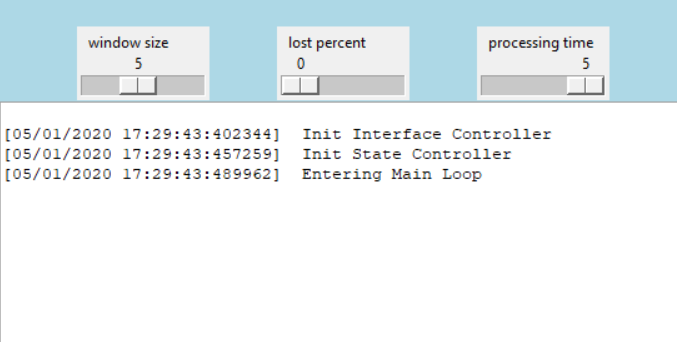 window size lost percent processing time
5 0 5
[05/01/2020 17:29:43:402344] Init Interface Controller
[05/01/2020 17:29:43:457259] Init State Controller
[05/01/2020 17:29:43:489962] Entering Main Loop